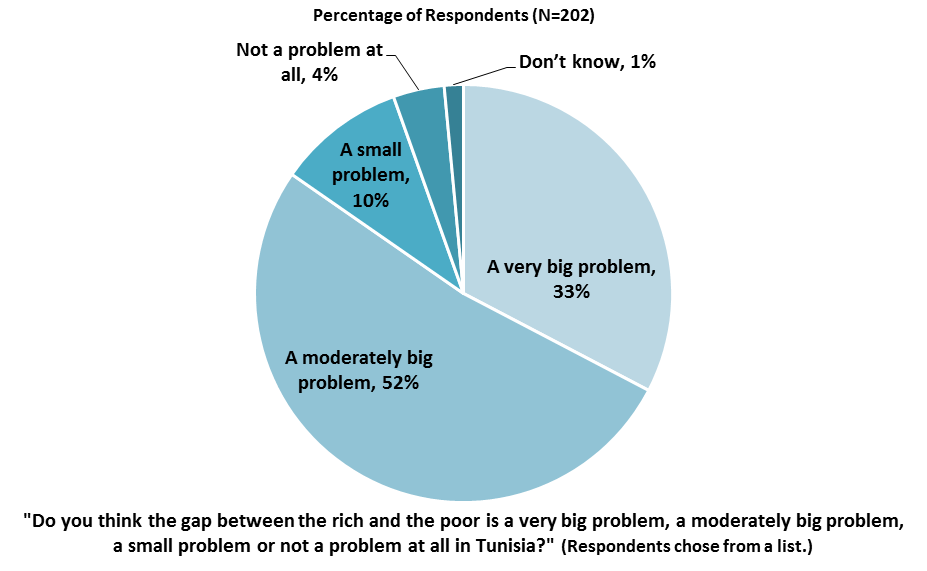 Percentage of Respondents (N=202)
Not a problem at
all, 4%
Don’t know, 1%
A small
problem,
10%
A very big problem,
33%
A moderately big
problem, 52%
"Do you think the gap between the rich and the poor is a very big problem, a moderately big problem,
a small problem or not a problem at all in Tunisia?" (Respondents chose from a list.)